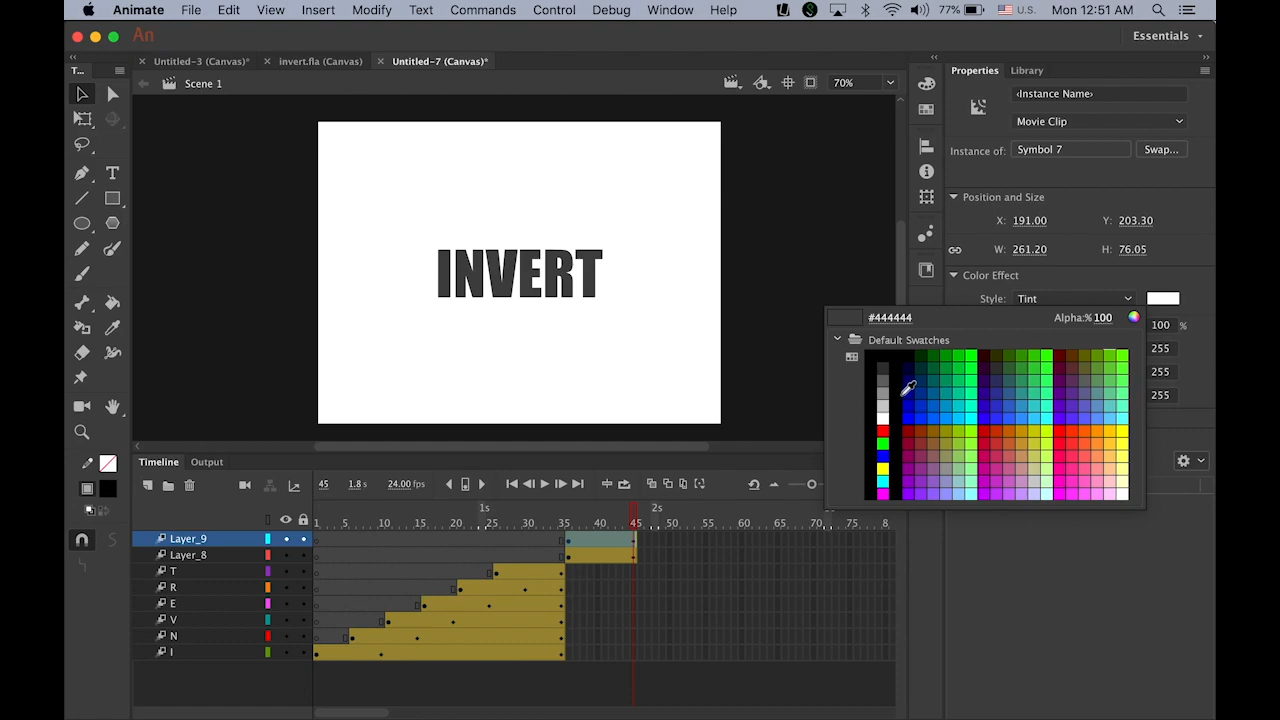 Animate File Edit View Insert Modify Text Commands Control Debug Window Help 77% U.S. Mon 12:51 AM
An Essentials
Untitled-3 (Canvas)* invert.fla (Canvas) Untitled-7 (Canvas)*
T... Properties Library
Scene 1 70%
‹Instance Name›
Movie Clip
Instance of: Symbol 7 Swap...
Position and Size
X: 191.00 Y: 203.30
W: 261.20 H: 76.05
INVERT
Color Effect
Style: Tint
#444444 Alpha:% 100
100 %
Default Swatches
255
255
255
Timeline Output
45 1.8s 24.00 fps
1s 2s
1 5 10 15 20 25 30 35 40 45 50 55 60 65 70 75 8
Layer_9
Layer_8
T
R
E
V
N
I